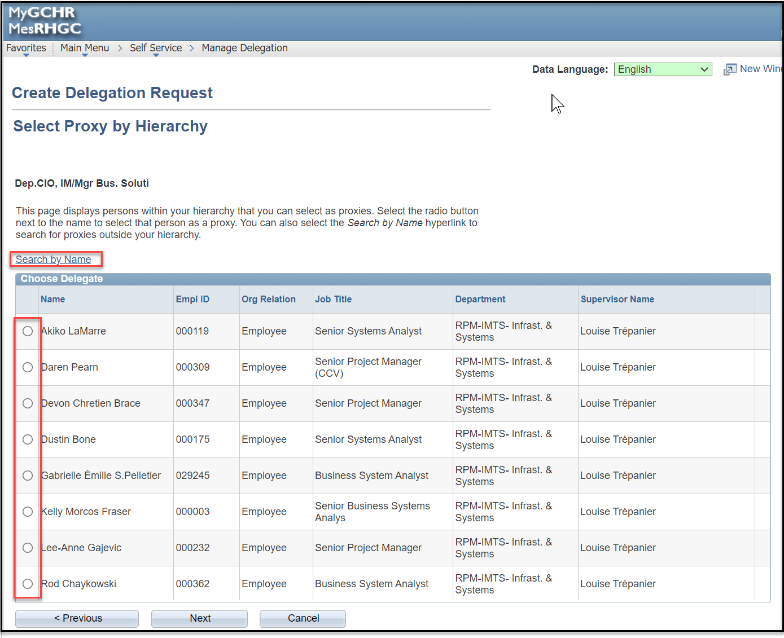 MyGCHR
MesRHGC
Favorites Main Menu > Self Service > Manage Delegation
Data Language: English New Wind
Create Delegation Request
Select Proxy by Hierarchy
Dep.CIO, IM/Mgr Bus. Soluti
This page displays persons within your hierarchy that you can select as proxies. Select the radio button
next to the name to select that person as a proxy. You can also select the Search by Name hyperlink to
search for proxies outside your hierarchy.
Search by Name
Choose Delegate
Name Empl ID Org Relation Job Title Department Supervisor Name
Akiko LaMarre 000119 Employee Senior Systems Analyst RPM-IMTS- Infrast. & Systems Louise Trépanier
Daren Pearn 000309 Employee Senior Project Manager (CCV) RPM-IMTS- Infrast. & Systems Louise Trépanier
Devon Chretien Brace 000347 Employee Senior Project Manager RPM-IMTS- Infrast. & Systems Louise Trépanier
Dustin Bone 000175 Employee Senior Systems Analyst RPM-IMTS- Infrast. & Systems Louise Trépanier
Gabrielle Émilie S.Pelletier 029245 Employee Business System Analyst RPM-IMTS- Infrast. & Systems Louise Trépanier
Kelly Morcos Fraser 000003 Employee Senior Business Systems Analys RPM-IMTS- Infrast. & Systems Louise Trépanier
Lee-Anne Gajevic 000232 Employee Senior Project Manager RPM-IMTS- Infrast. & Systems Louise Trépanier
Rod Chaykowski 000362 Employee Business System Analyst RPM-IMTS- Infrast. & Systems Louise Trépanier
< Previous Next Cancel